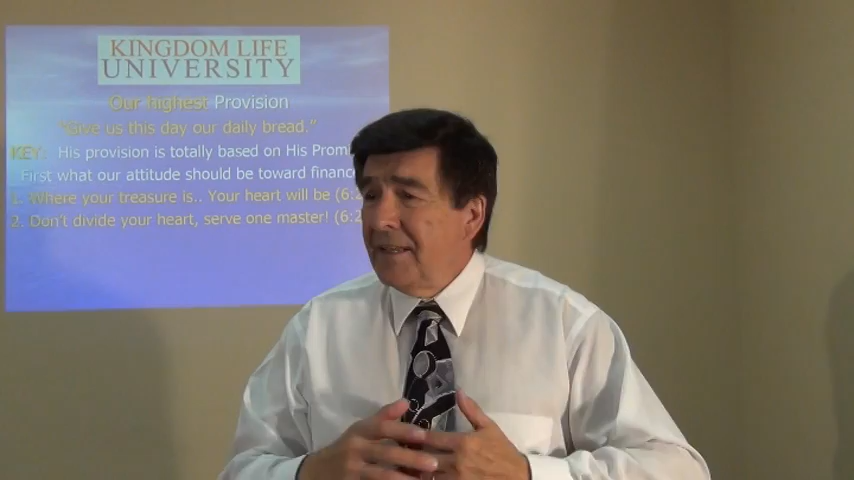 KINGDOM LIFE
UNIVERSITY
Our highest Provision
"Give us this day our daily bread."
KEY: His provision is totally based on His Promi
First what our attitude should be toward finance
1. Where your treasure is.. Your heart will be (6:2
2. Don't divide your heart, serve one master! (6:2